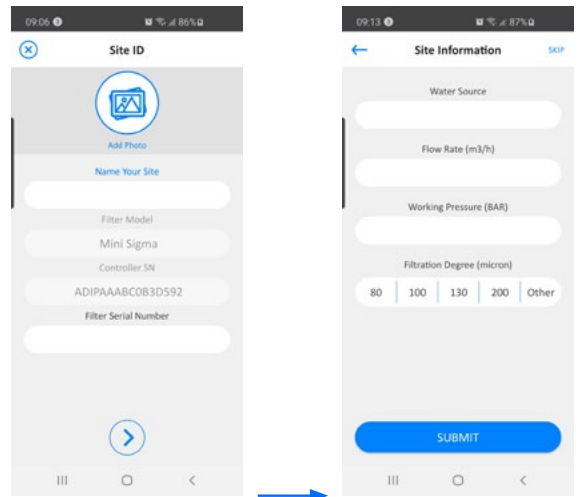 09:06
86%
Site ID
Add Photo
Name Your Site
Filter Model
Mini Sigma
Controller SN
ADIPAAABC0B3D592
Filter Serial Number
09:13
87%
Site Information
SKIP
Water Source
Flow Rate (m3/h)
Working Pressure (BAR)
Filtration Degree (micron)
80 100 130 200 Other
SUBMIT